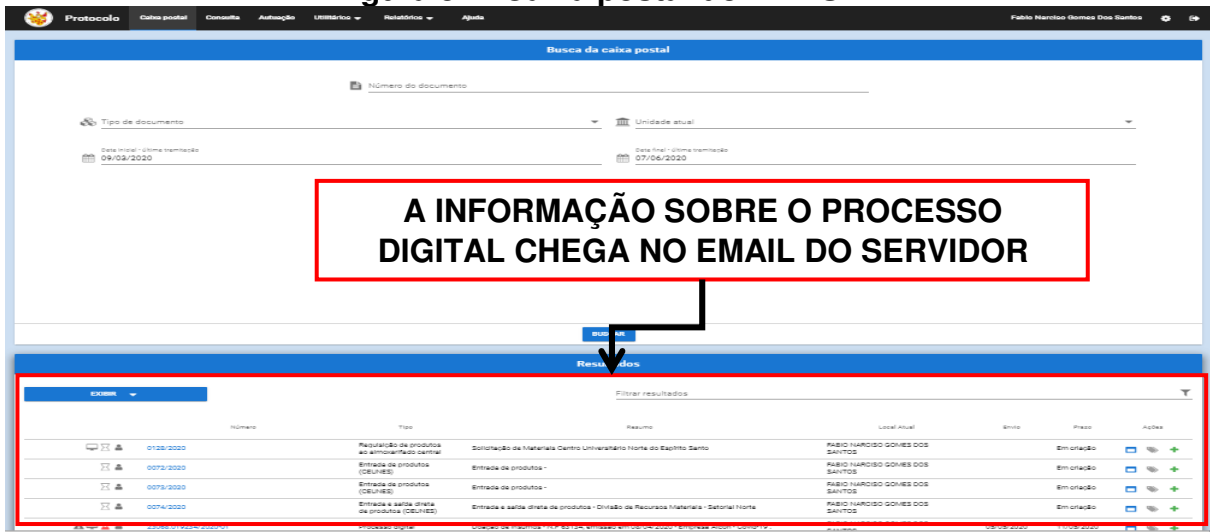 Protocolo Caixa postal Consulta Autuação Utilitários Relatórios Ajuda Fabio Narciso Gomes Dos Santos
Busca da caixa postal
Número do documento
Tipo de documento Unidade atual
Data inicial - última tramitação Data final - última tramitação
09/03/2020 07/06/2020
A INFORMAÇÃO SOBRE O PROCESSO
DIGITAL CHEGA NO EMAIL DO SERVIDOR
Resultados
EXIBIR Filtrar resultados
Número Tipo Resumo Local Atual Envio Prazo Ações
0128/2020 Requisição de produtos ao almoxarifado central Solicitação de Materiais Centro Universitário Norte do Espírito Santo FABIO NARCISO GOMES DOS SANTOS Em criação
0072/2020 Entrada de produtos (CEUNES) Entrada de produtos - FABIO NARCISO GOMES DOS SANTOS Em criação
0073/2020 Entrada de produtos (CEUNES) Entrada de produtos - FABIO NARCISO GOMES DOS SANTOS Em criação
0074/2020 Entrada e saída direta de produtos (CEUNES) Entrada e saída direta de produtos - Divisão de Recursos Materiais - Setorial Norte FABIO NARCISO GOMES DOS SANTOS Em criação
Processo digital